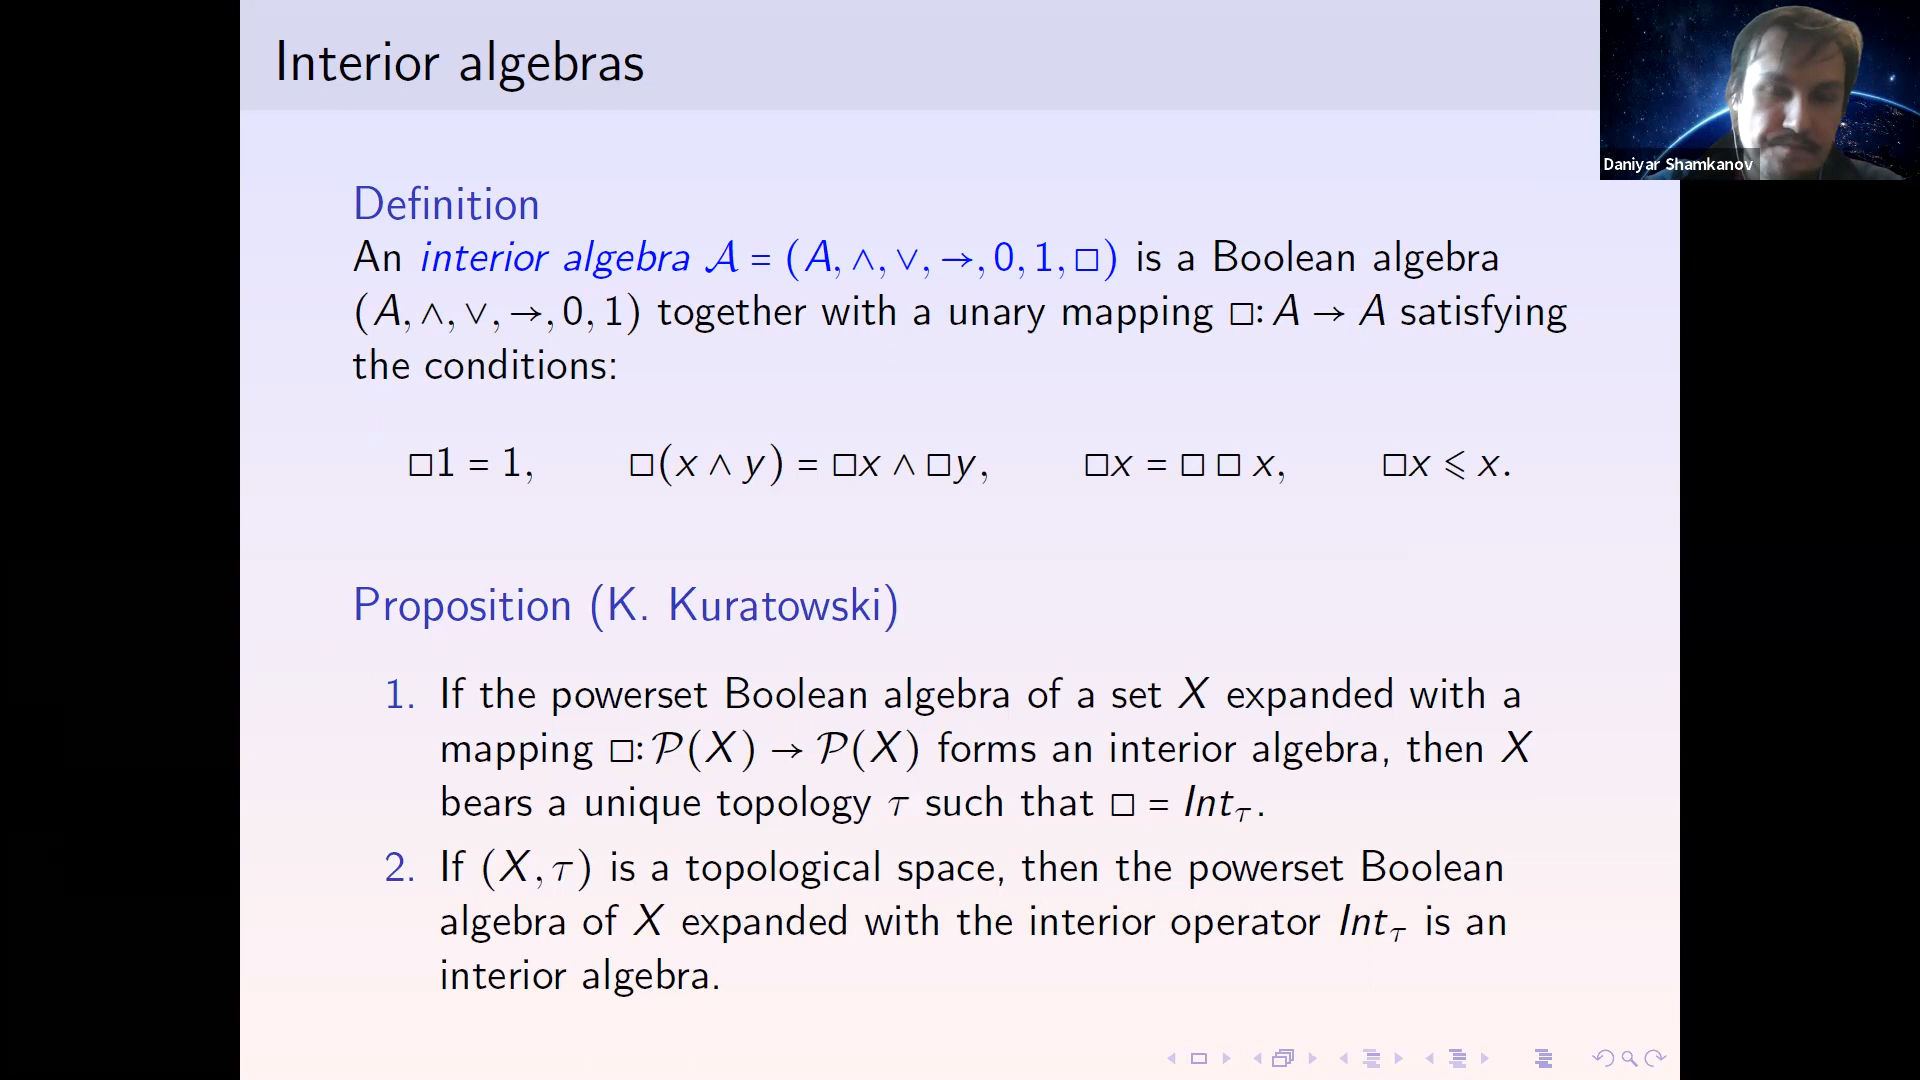 Interior algebras
Daniyar Shamkanov
Definition
An interior algebra 𝒜 = (A, ∧, ∨, →, 0, 1, □) is a Boolean algebra
(A, ∧, ∨, →, 0, 1) together with a unary mapping □: A → A satisfying
the conditions:
□1 = 1, □(x ∧ y) = □x ∧ □y, □x = □ □ x, □x ⩽ x.
Proposition (K. Kuratowski)
1. If the powerset Boolean algebra of a set X expanded with a
mapping □: 𝒫(X) → 𝒫(X) forms an interior algebra, then X
bears a unique topology τ such that □ = Int_τ.
2. If (X, τ) is a topological space, then the powerset Boolean
algebra of X expanded with the interior operator Int_τ is an
interior algebra.